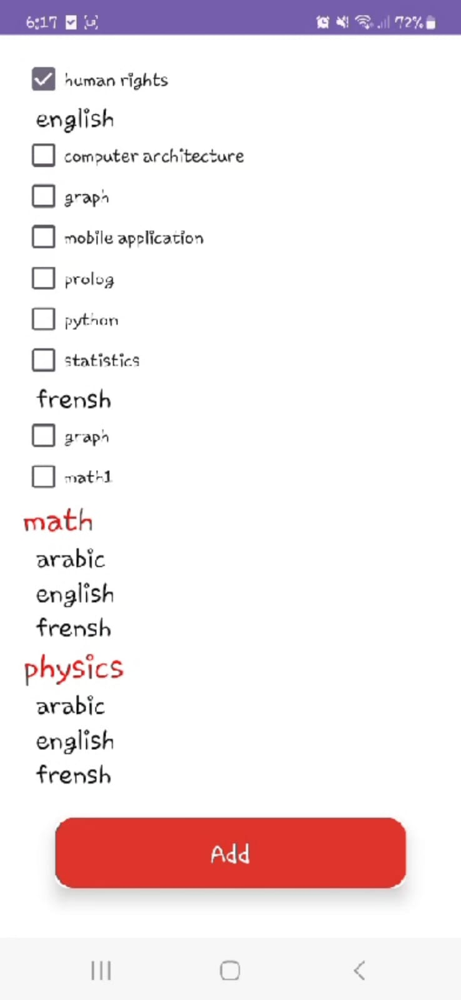 6:17
72%
human rights
english
computer architecture
graph
mobile application
prolog
python
statistics
frensh
graph
math1
math
arabic
english
frensh
physics
arabic
english
frensh
Add